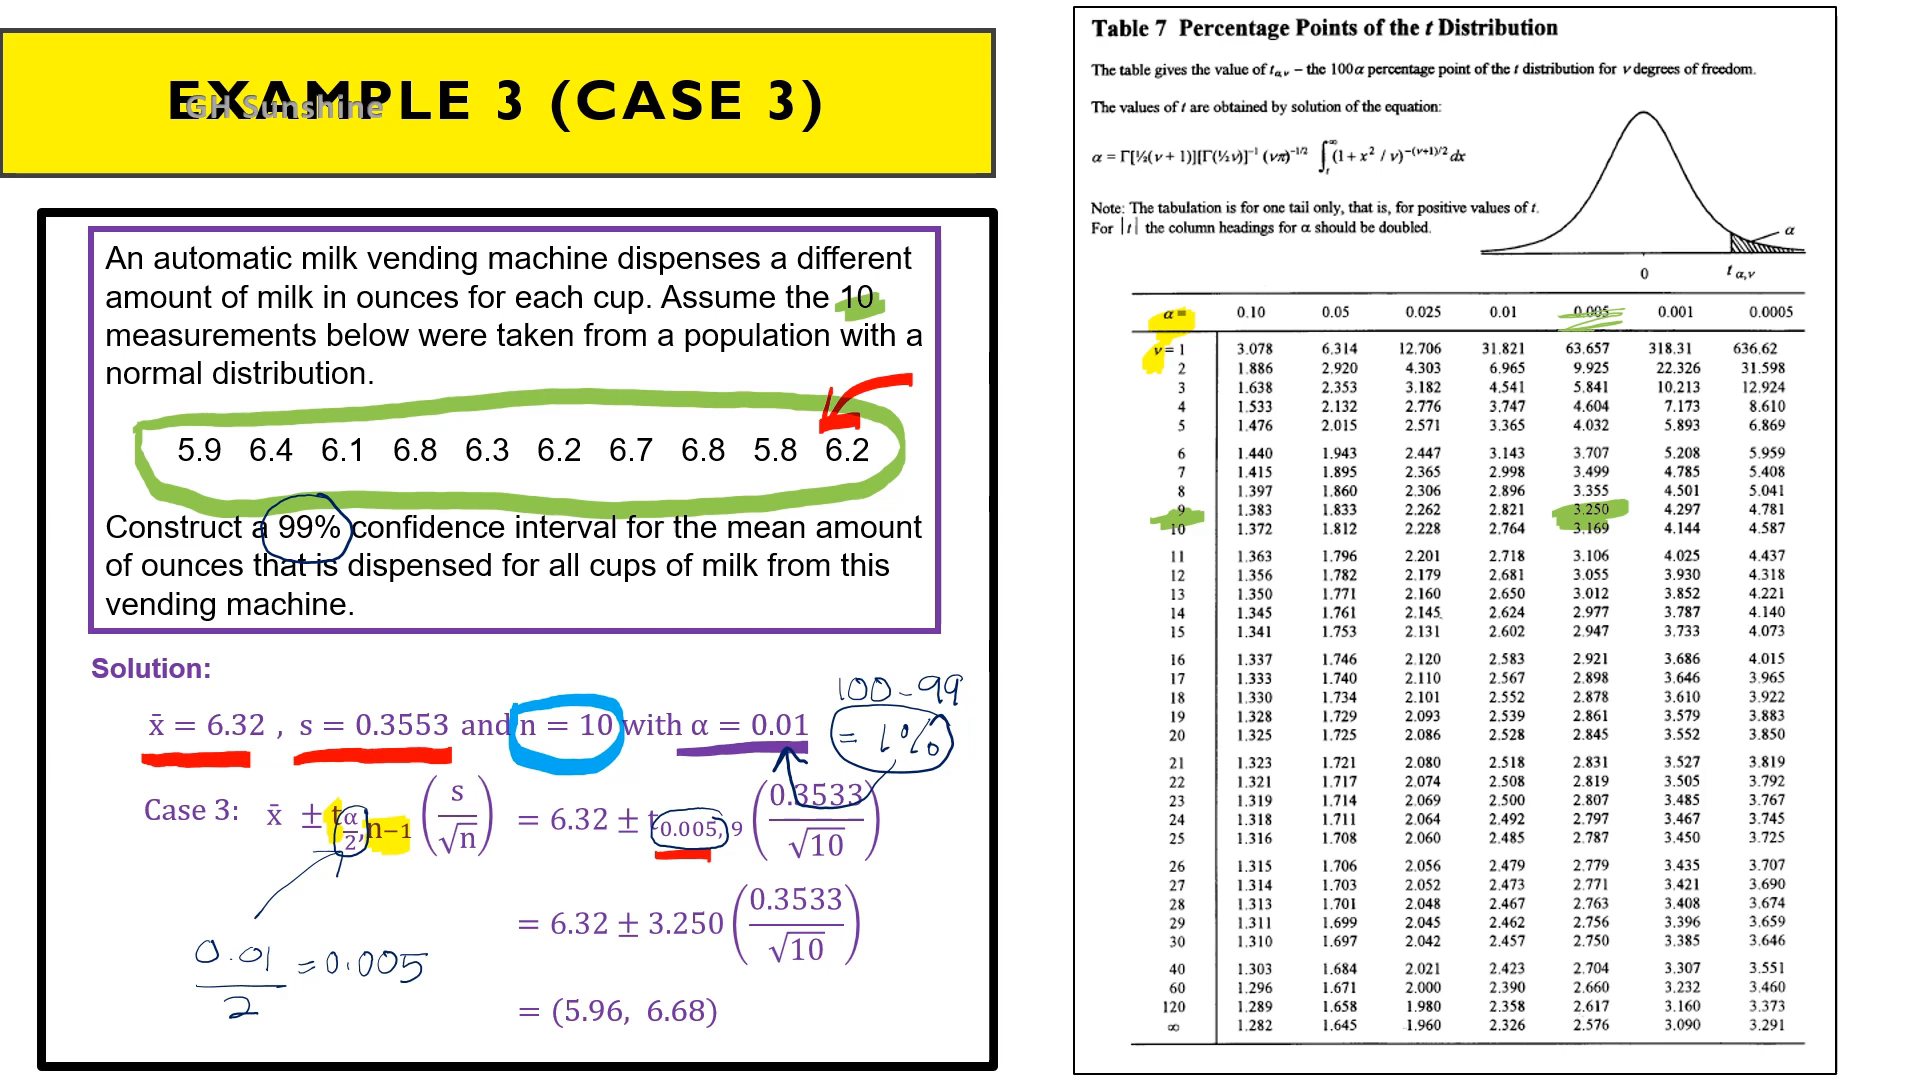 EXAMPLE 3 (CASE 3)
GH Sunshine
An automatic milk vending machine dispenses a different
amount of milk in ounces for each cup. Assume the 10
measurements below were taken from a population with a
normal distribution.
5.9 6.4 6.1 6.8 6.3 6.2 6.7 6.8 5.8 6.2
Construct a 99% confidence interval for the mean amount
of ounces that is dispensed for all cups of milk from this
vending machine.
Solution:
100-99
= 1%
x̄ = 6.32 , s = 0.3553 and n = 10 with α = 0.01
Case 3: x̄ ± t α/2, n−1 (s/√n) = 6.32 ± t 0.005, 9 (0.3533/√10)
= 6.32 ± 3.250 (0.3533/√10)
0.01/2 = 0.005
= (5.96, 6.68)
Table 7 Percentage Points of the t Distribution
The table gives the value of t α,ν – the 100α percentage point of the t distribution for ν degrees of freedom.
The values of t are obtained by solution of the equation:
α = Γ[½(ν + 1)][Γ(½ν)]⁻¹ (νπ)^−1/2 ∫_t^∞ (1 + x² / ν)^−(ν+1)/2 dx
Note: The tabulation is for one tail only, that is, for positive values of t.
For |t| the column headings for α should be doubled.
α
0 t α,ν
α = 0.10 0.05 0.025 0.01 0.005 0.001 0.0005
ν = 1 3.078 6.314 12.706 31.821 63.657 318.31 636.62
2 1.886 2.920 4.303 6.965 9.925 22.326 31.598
3 1.638 2.353 3.182 4.541 5.841 10.213 12.924
4 1.533 2.132 2.776 3.747 4.604 7.173 8.610
5 1.476 2.015 2.571 3.365 4.032 5.893 6.869
6 1.440 1.943 2.447 3.143 3.707 5.208 5.959
7 1.415 1.895 2.365 2.998 3.499 4.785 5.408
8 1.397 1.860 2.306 2.896 3.355 4.501 5.041
9 1.383 1.833 2.262 2.821 3.250 4.297 4.781
10 1.372 1.812 2.228 2.764 3.169 4.144 4.587
11 1.363 1.796 2.201 2.718 3.106 4.025 4.437
12 1.356 1.782 2.179 2.681 3.055 3.930 4.318
13 1.350 1.771 2.160 2.650 3.012 3.852 4.221
14 1.345 1.761 2.145 2.624 2.977 3.787 4.140
15 1.341 1.753 2.131 2.602 2.947 3.733 4.073
16 1.337 1.746 2.120 2.583 2.921 3.686 4.015
17 1.333 1.740 2.110 2.567 2.898 3.646 3.965
18 1.330 1.734 2.101 2.552 2.878 3.610 3.922
19 1.328 1.729 2.093 2.539 2.861 3.579 3.883
20 1.325 1.725 2.086 2.528 2.845 3.552 3.850
21 1.323 1.721 2.080 2.518 2.831 3.527 3.819
22 1.321 1.717 2.074 2.508 2.819 3.505 3.792
23 1.319 1.714 2.069 2.500 2.807 3.485 3.767
24 1.318 1.711 2.064 2.492 2.797 3.467 3.745
25 1.316 1.708 2.060 2.485 2.787 3.450 3.725
26 1.315 1.706 2.056 2.479 2.779 3.435 3.707
27 1.314 1.703 2.052 2.473 2.771 3.421 3.690
28 1.313 1.701 2.048 2.467 2.763 3.408 3.674
29 1.311 1.699 2.045 2.462 2.756 3.396 3.659
30 1.310 1.697 2.042 2.457 2.750 3.385 3.646
40 1.303 1.684 2.021 2.423 2.704 3.307 3.551
60 1.296 1.671 2.000 2.390 2.660 3.232 3.460
120 1.289 1.658 1.980 2.358 2.617 3.160 3.373
∞ 1.282 1.645 1.960 2.326 2.576 3.090 3.291